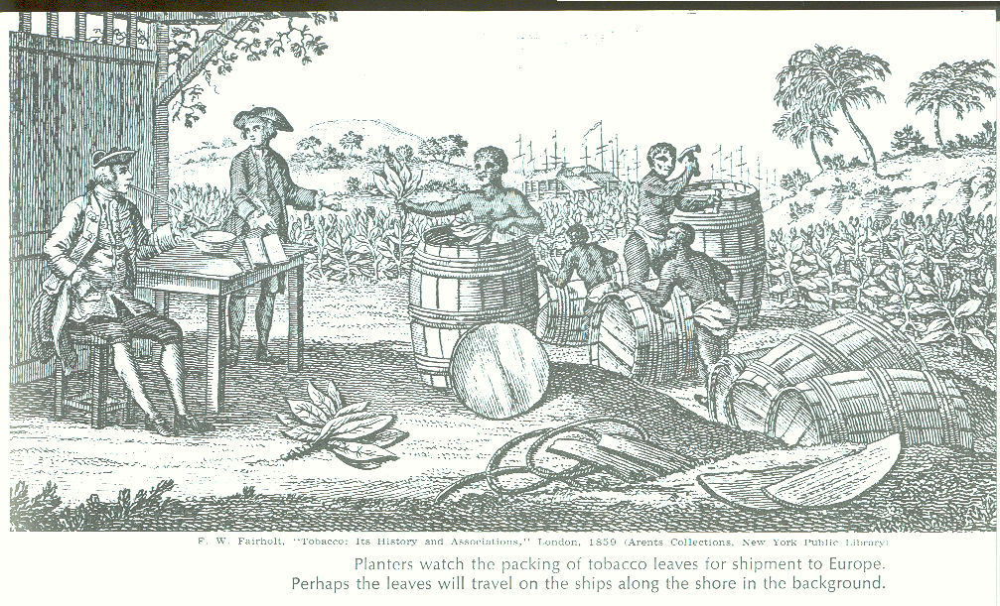 F. W. Fairholt, "Tobacco: Its History and Associations," London, 1859 (Arents Collections, New York Public Library)
Planters watch the packing of tobacco leaves for shipment to Europe.
Perhaps the leaves will travel on the ships along the shore in the background.